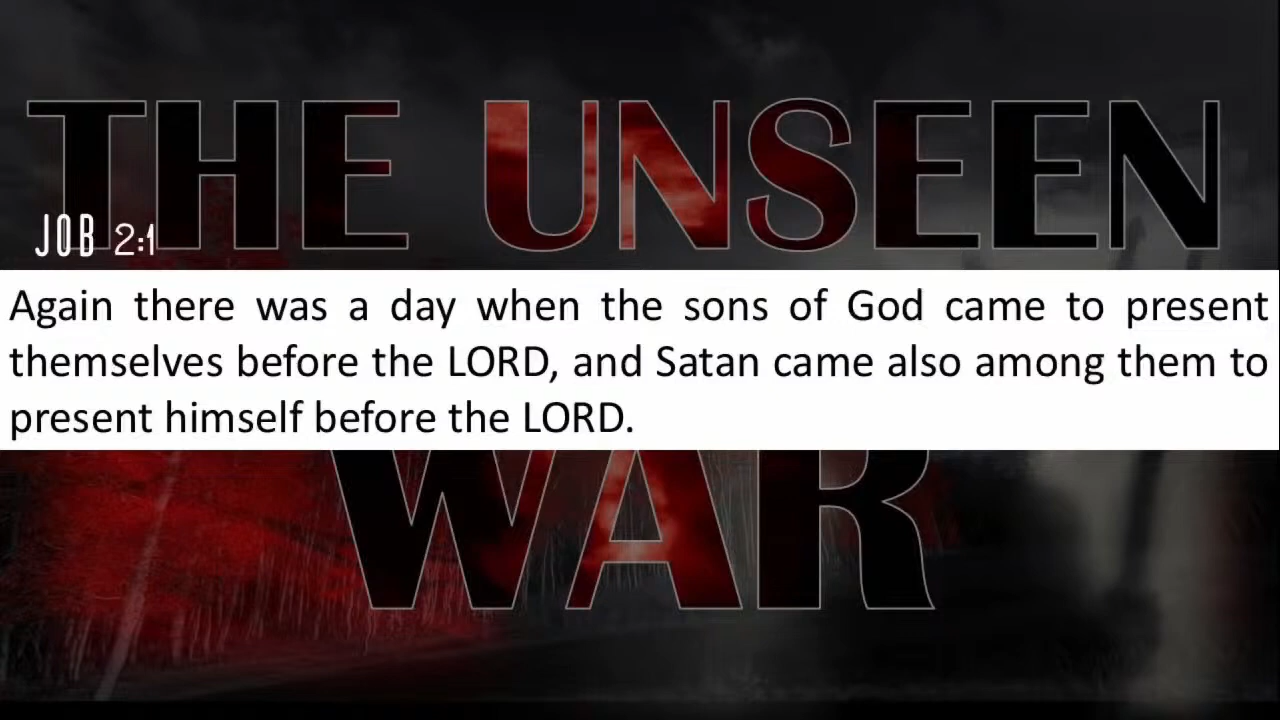 THE UNSEEN
JOB 2:1
Again there was a day when the sons of God came to present
themselves before the LORD, and Satan came also among them to
present himself before the LORD.
WAR